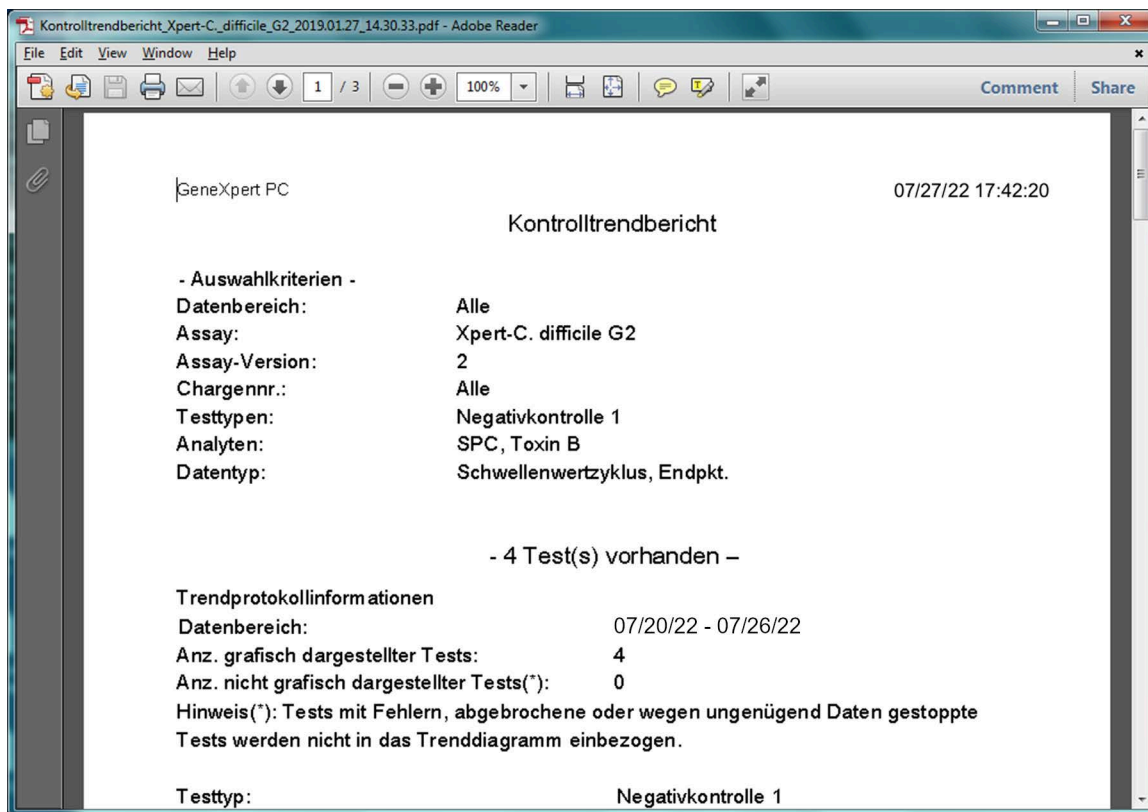 Kontrolltrendbericht_Xpert-C._difficile_G2_2019.01.27_14.30.33.pdf - Adobe Reader
File Edit View Window Help
1 / 3 100% Comment Share
GeneXpert PC 07/27/22 17:42:20
Kontrolltrendbericht
- Auswahlkriterien -
Datenbereich: Alle
Assay: Xpert-C. difficile G2
Assay-Version: 2
Chargennr.: Alle
Testtypen: Negativkontrolle 1
Analyten: SPC, Toxin B
Datentyp: Schwellenwertzyklus, Endpkt.
- 4 Test(s) vorhanden –
Trendprotokollinformationen
Datenbereich: 07/20/22 - 07/26/22
Anz. grafisch dargestellter Tests: 4
Anz. nicht grafisch dargestellter Tests(*): 0
Hinweis(*): Tests mit Fehlern, abgebrochene oder wegen ungenügend Daten gestoppte
Tests werden nicht in das Trenddiagramm einbezogen.
Testtyp: Negativkontrolle 1